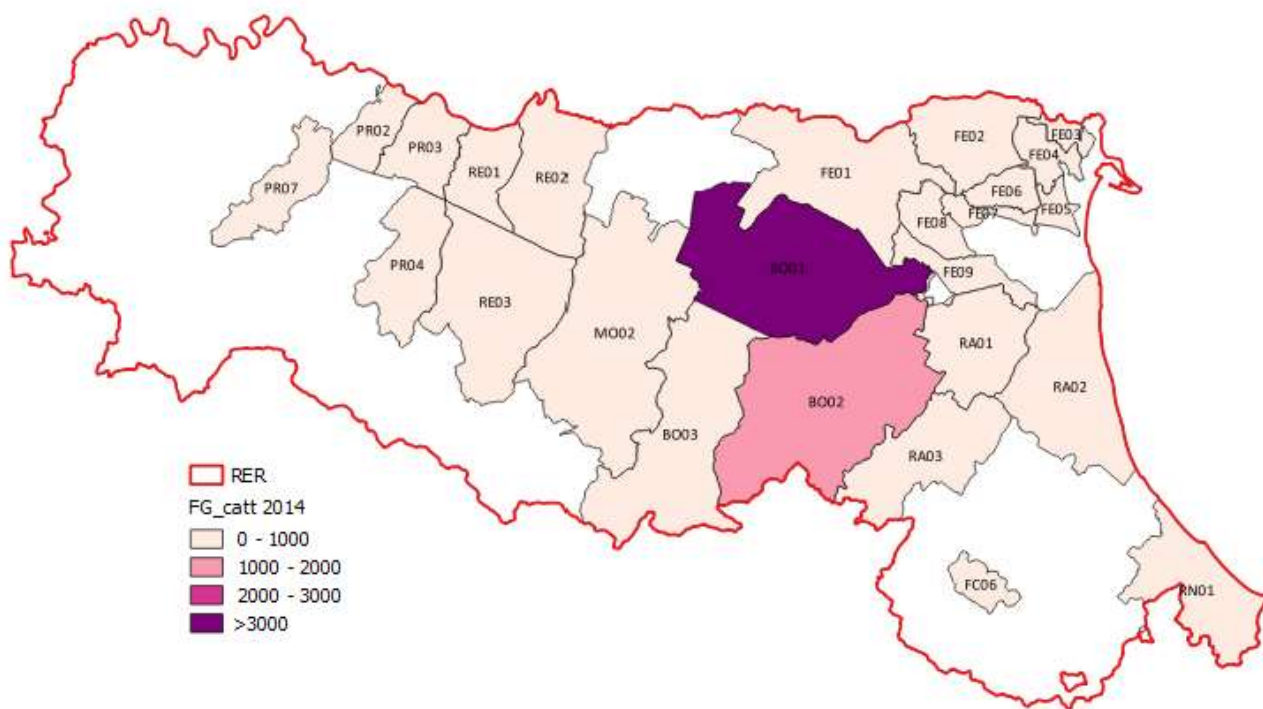 PR02
PR03
RE01
RE02
PR07
PR04
RE03
MO02
FE01
FE02
FE03
FE04
FE06
FE05
FE07
FE08
FE09
BO01
BO02
BO03
RA01
RA02
RA03
FC06
RN01
RER
FG_catt 2014
0 - 1000
1000 - 2000
2000 - 3000
>3000